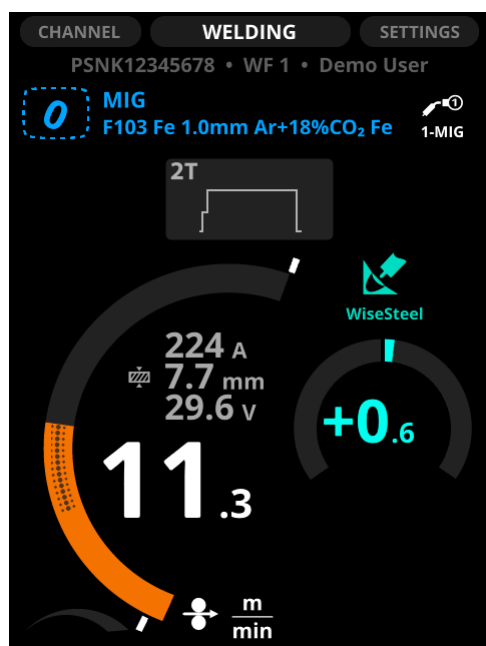 CHANNEL WELDING SETTINGS
PSNK12345678 • WF 1 • Demo User
0
MIG
F103 Fe 1.0mm Ar+18%CO₂ Fe
1
1-MIG
2T
WiseSteel
224 A
7.7 mm
29.6 V
+0.6
11.3
m
min